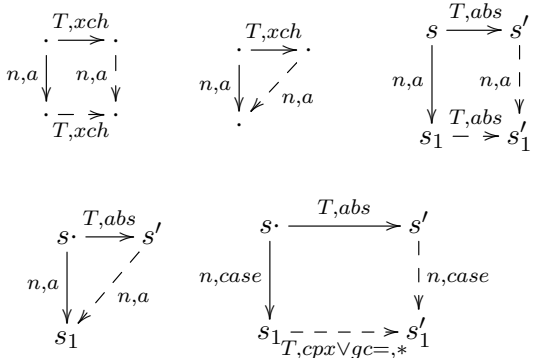 T,xch
n,a n,a
T,xch
T,xch
n,a n,a
s T,abs s′
n,a n,a
s₁ T,abs s′₁
s· T,abs s′
n,a n,a
s₁
s· T,abs s′
n,case n,case
s₁ T,cpx∨gc=,* s′₁